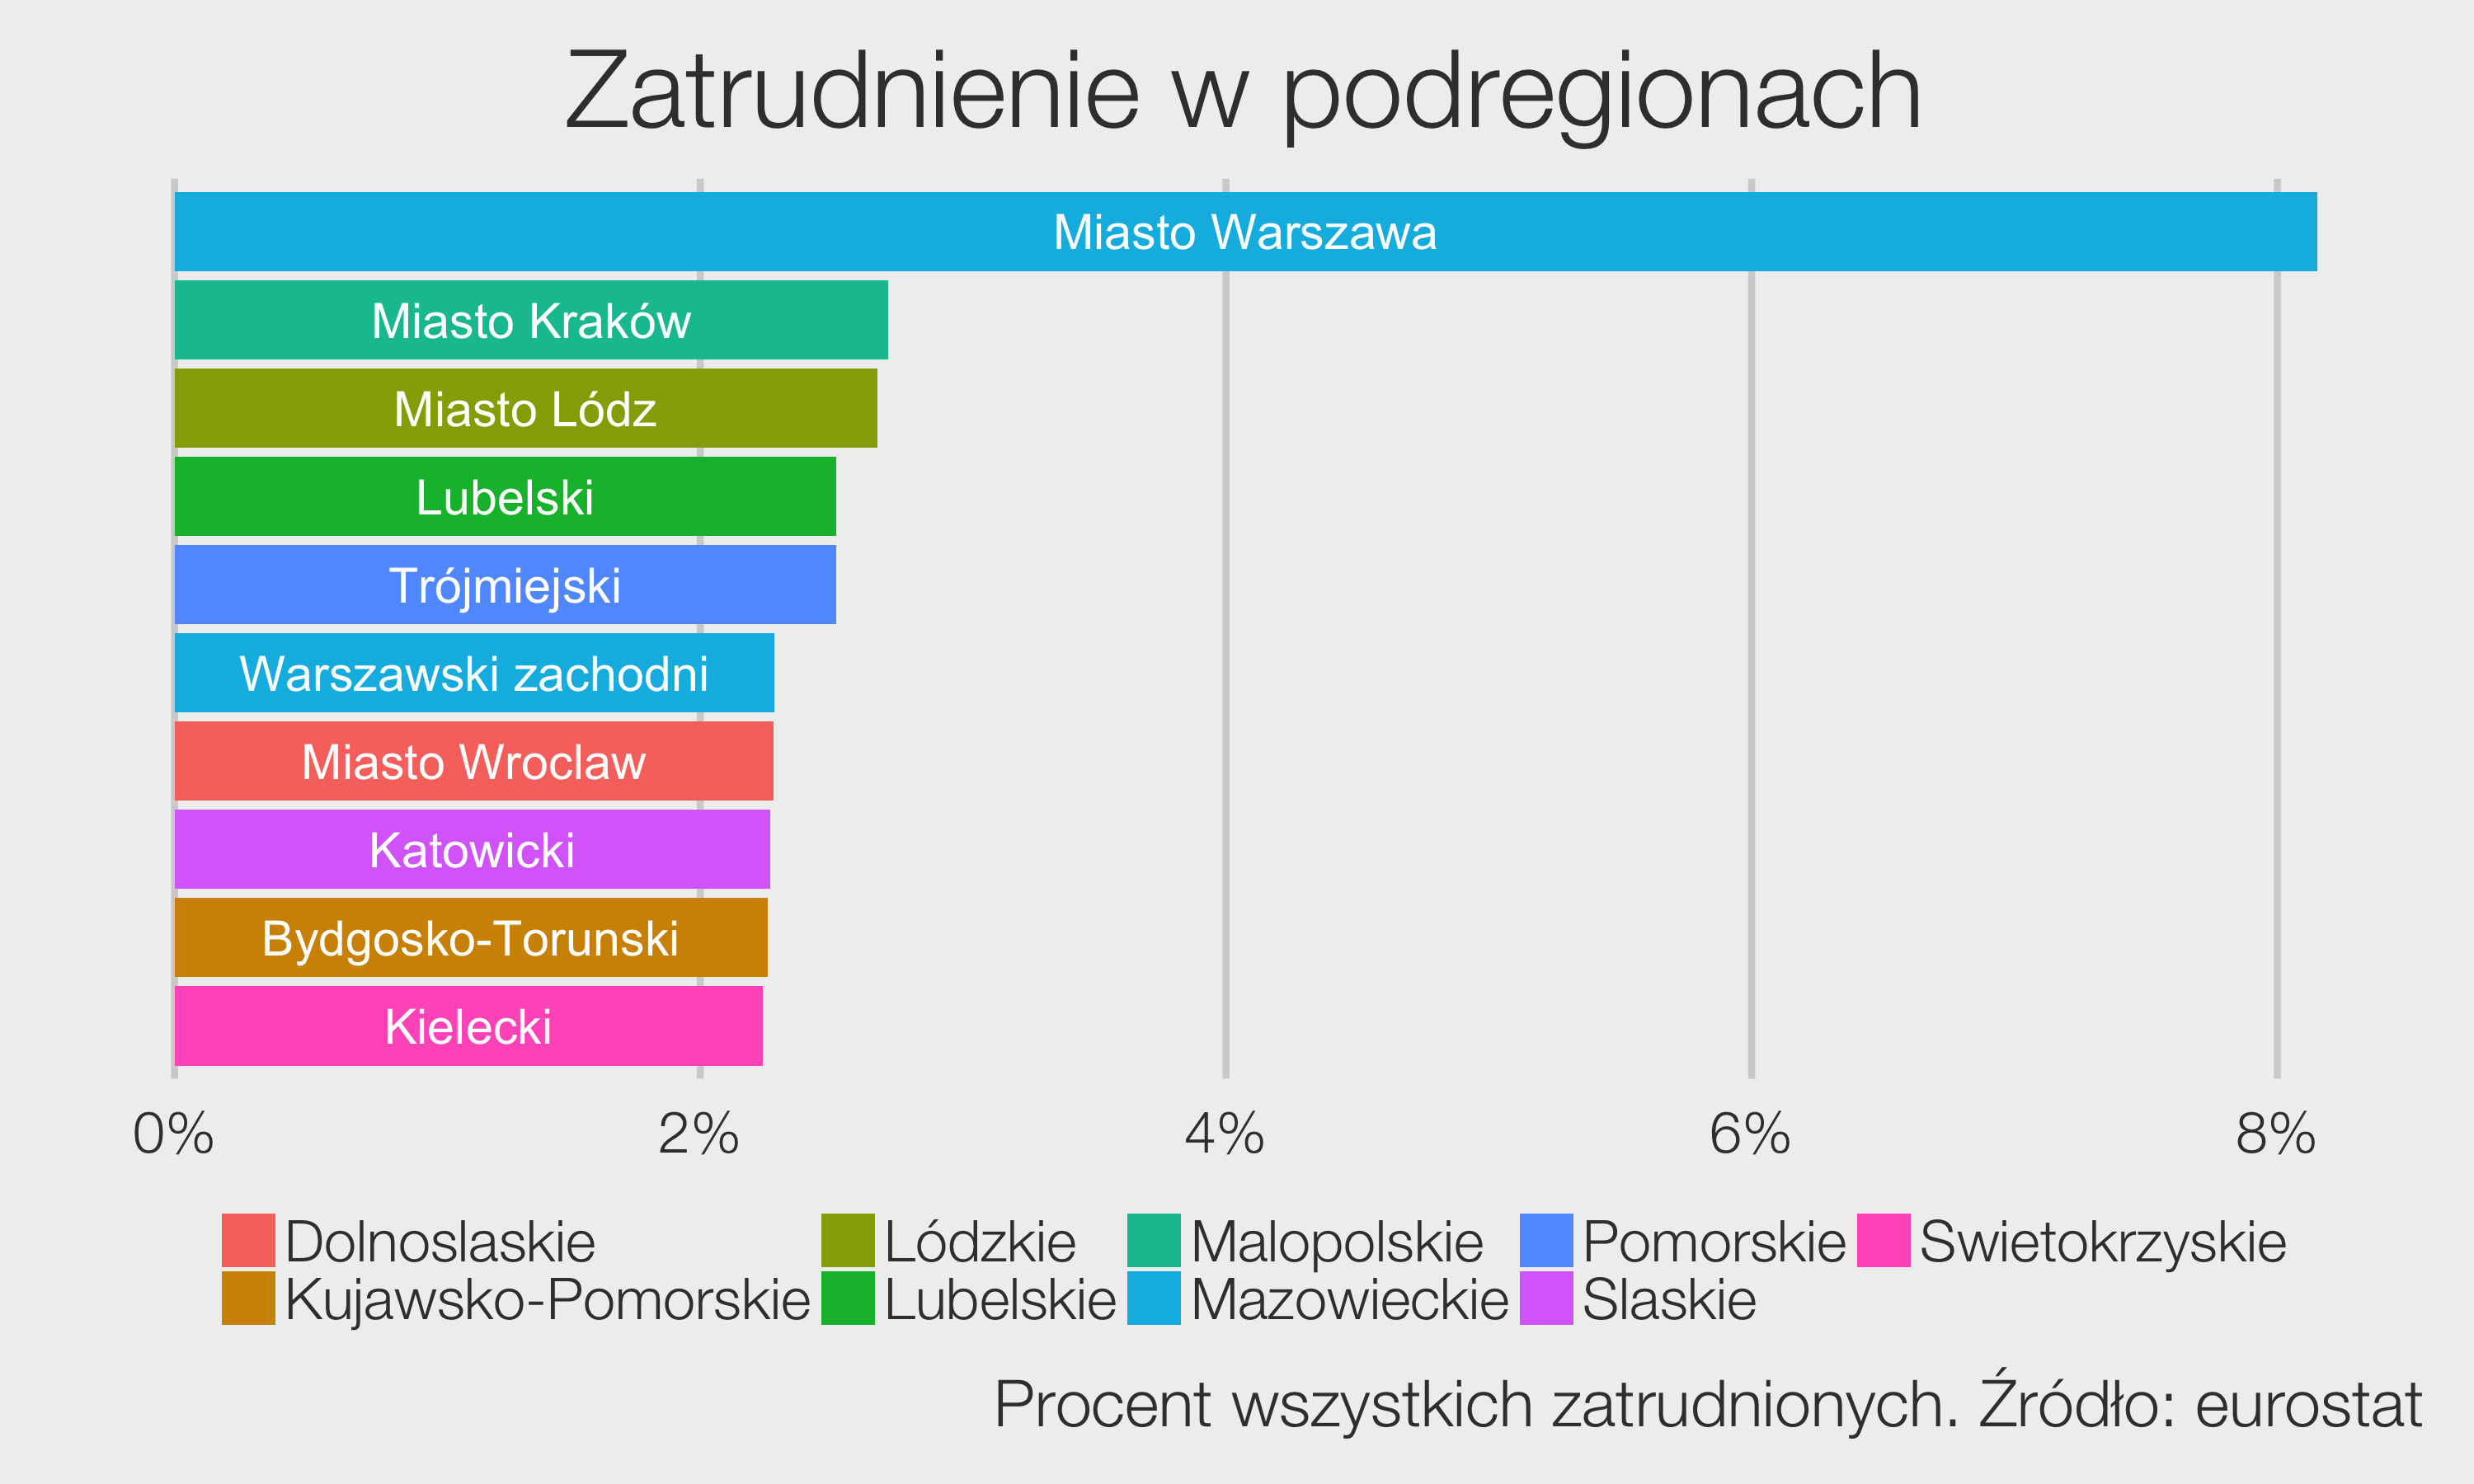 Zatrudnienie w podregionach
Miasto Warszawa
Miasto Kraków
Miasto Lódz
Lubelski
Trójmiejski
Warszawski zachodni
Miasto Wroclaw
Katowicki
Bydgosko-Torunski
Kielecki
0% 2% 4% 6% 8%
Dolnoslaskie Lódzkie Malopolskie Pomorskie Swietokrzyskie
Kujawsko-Pomorskie Lubelskie Mazowieckie Slaskie
Procent wszystkich zatrudnionych. Źródło: eurostat